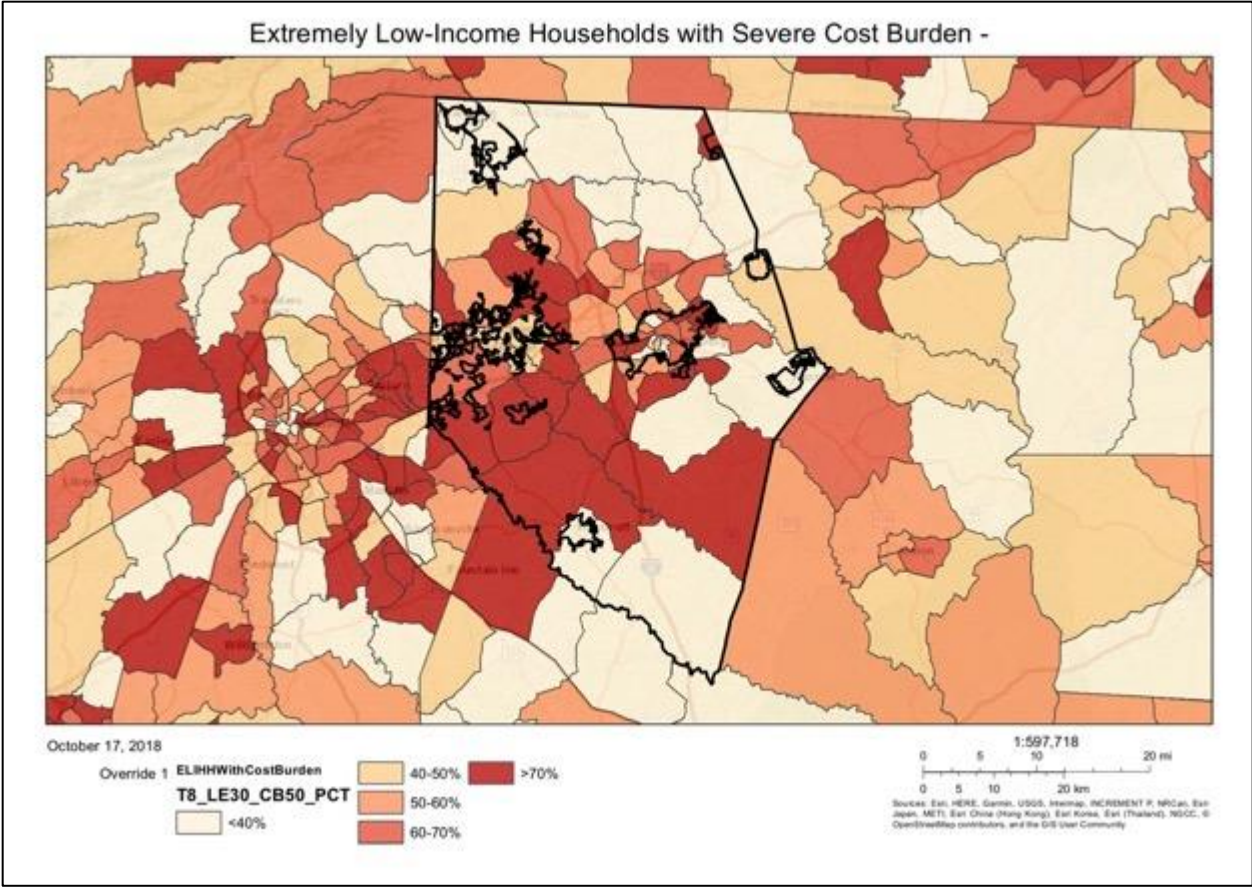 Extremely Low-Income Households with Severe Cost Burden -
October 17, 2018
Override 1 ELIHHWithCostBurden
T8_LE30_CB50_PCT
<40%
40-50%
50-60%
60-70%
>70%
1:597,718
0 5 10 20 mi
0 5 10 20 km
Sources: Esri, HERE, Garmin, USGS, Intermap, INCREMENT P, NRCan, Esri
Japan, METI, Esri China (Hong Kong), Esri Korea, Esri (Thailand), NGCC, ©
OpenStreetMap contributors, and the GIS User Community